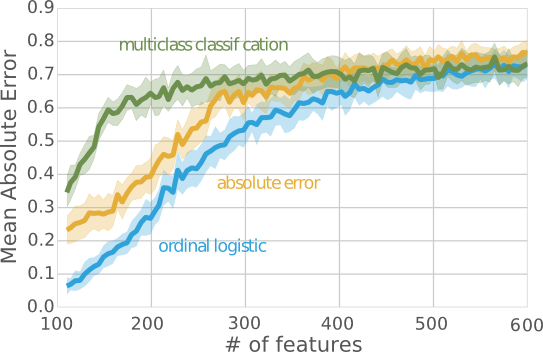 0.9
0.8
0.7
0.6
0.5
0.4
0.3
0.2
0.1
0.0
Mean Absolute Error
multiclass classif cation
absolute error
ordinal logistic
100 200 300 400 500 600
# of features